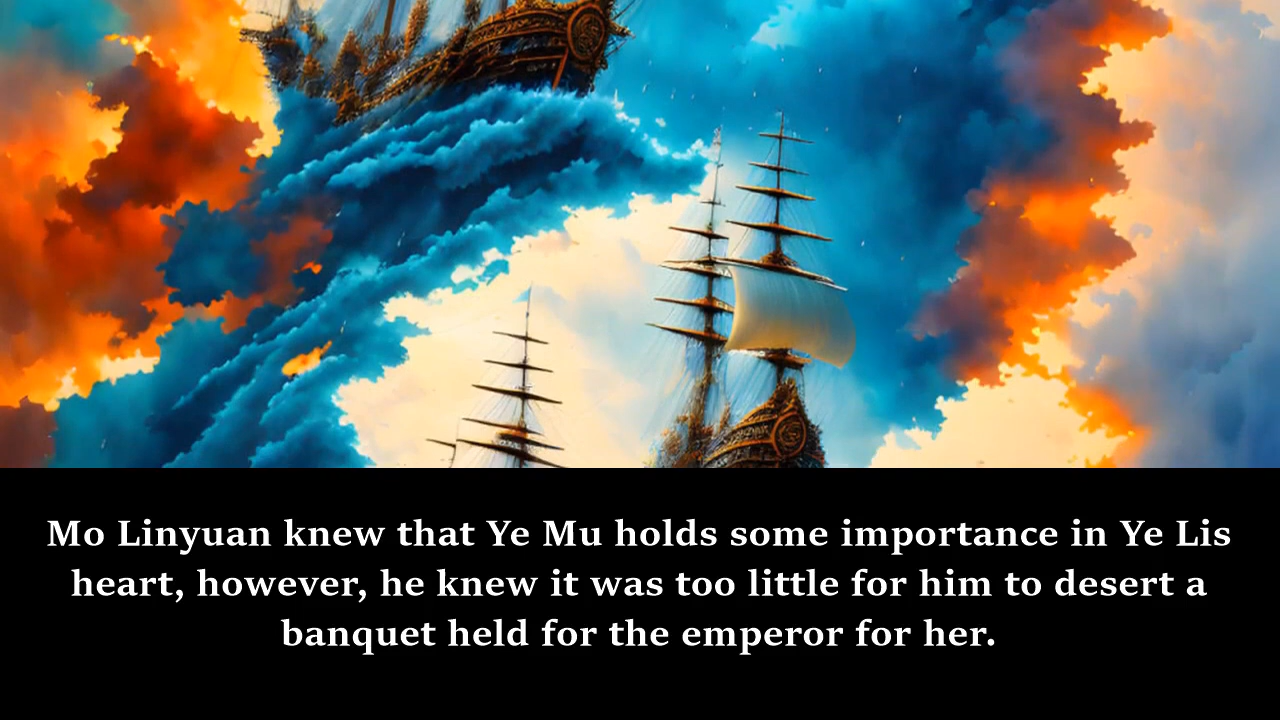 Mo Linyuan knew that Ye Mu holds some importance in Ye Lis
heart, however, he knew it was too little for him to desert a
banquet held for the emperor for her.